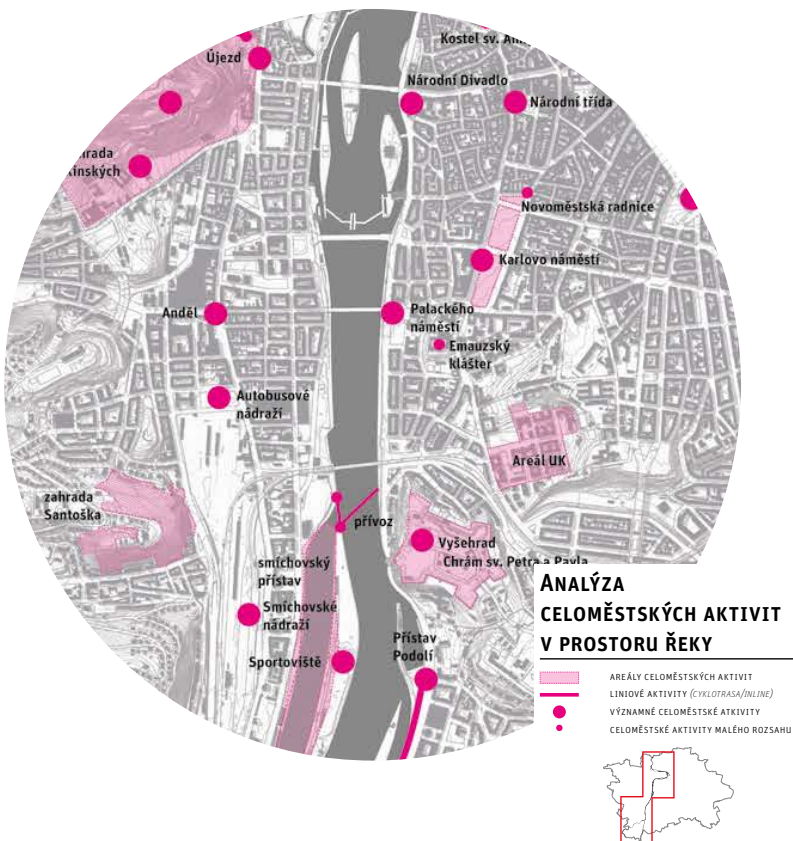 Kostel sv.
Újezd
Národní Divadlo
Národní třída
Novoměstská radnice
Karlovo náměstí
Anděl
Palackého
náměstí
Emauzský
klášter
Autobusové
nádraží
Areál UK
zahrada
Santoška
přívoz
Vyšehrad
Chrám sv. Petra a Pavla
smíchovský
přístav
Smíchovské
nádraží
Přístav
Podolí
Sportoviště
ANALÝZA
CELOMĚSTSKÝCH AKTIVIT
V PROSTORU ŘEKY
AREÁLY CELOMĚSTSKÝCH AKTIVIT
LINIOVÉ AKTIVITY (CYKLOTRASA/INLINE)
VÝZNAMNÉ CELOMĚSTSKÉ ATKIVITY
CELOMĚSTSKÉ AKTIVITY MALÉHO ROZSAHU